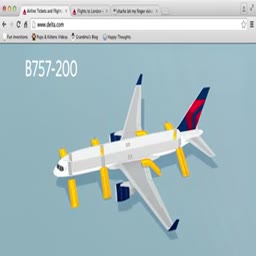 Airline Tickets and Flights
Flights to London
charlie bit my finger
www.delta.com
Fun Inventions
Pups & Kittens Videos
Grandma's Blog
Happy Thoughts
B757-200